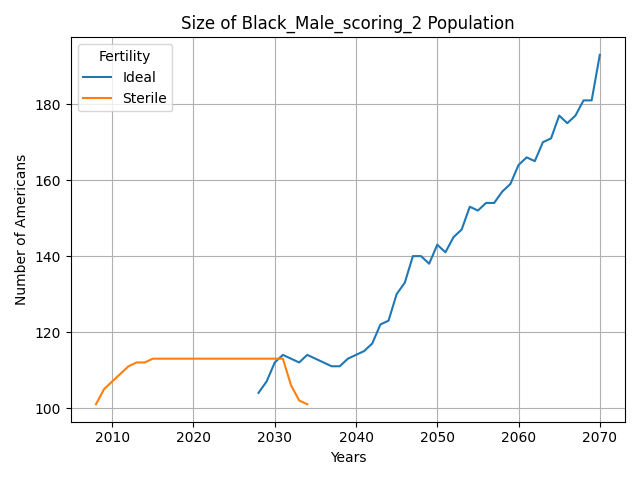 Size of Black_Male_scoring_2 Population
Fertility
Ideal
Sterile
Number of Americans
180
160
140
120
100
2010 2020 2030 2040 2050 2060 2070
Years